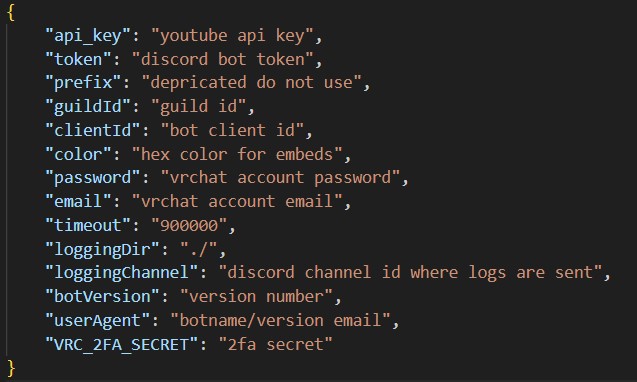 {
"api_key": "youtube api key",
"token": "discord bot token",
"prefix": "depricated do not use",
"guildId": "guild id",
"clientId": "bot client id",
"color": "hex color for embeds",
"password": "vrchat account password",
"email": "vrchat account email",
"timeout": "900000",
"loggingDir": "./",
"loggingChannel": "discord channel id where logs are sent",
"botVersion": "version number",
"userAgent": "botname/version email",
"VRC_2FA_SECRET": "2fa secret"
}